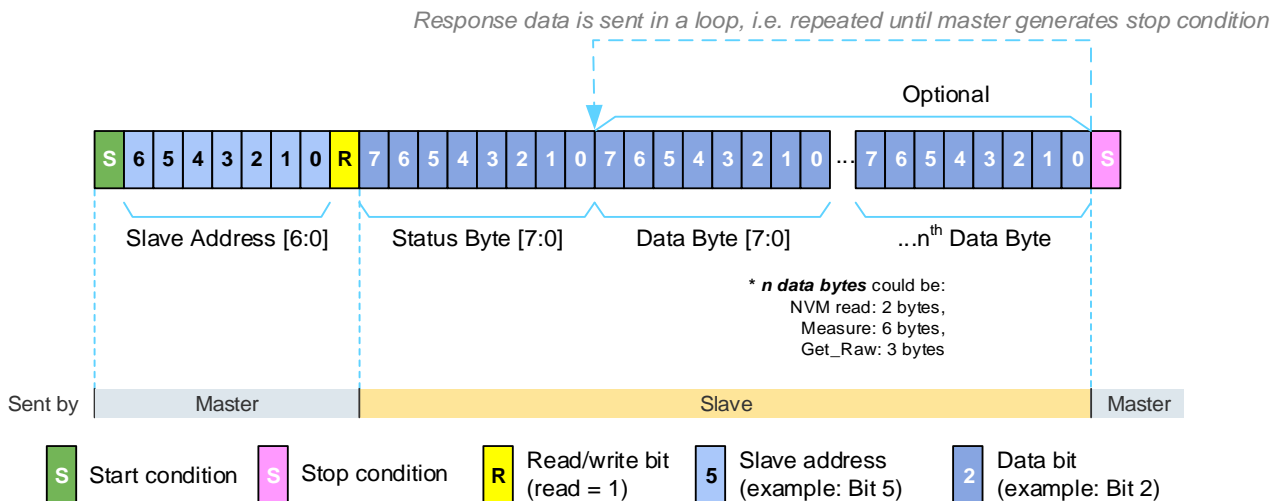 Response data is sent in a loop, i.e. repeated until master generates stop condition
Optional
S 6 5 4 3 2 1 0 R 7 6 5 4 3 2 1 0 7 6 5 4 3 2 1 0 ... 7 6 5 4 3 2 1 0 S
Slave Address [6:0] Status Byte [7:0] Data Byte [7:0] ...nth Data Byte
* n data bytes could be:
NVM read: 2 bytes,
Measure: 6 bytes,
Get_Raw: 3 bytes
Sent by Master Slave Master
S Start condition S Stop condition R Read/write bit 5 Slave address 2 Data bit
(read = 1) (example: Bit 5) (example: Bit 2)